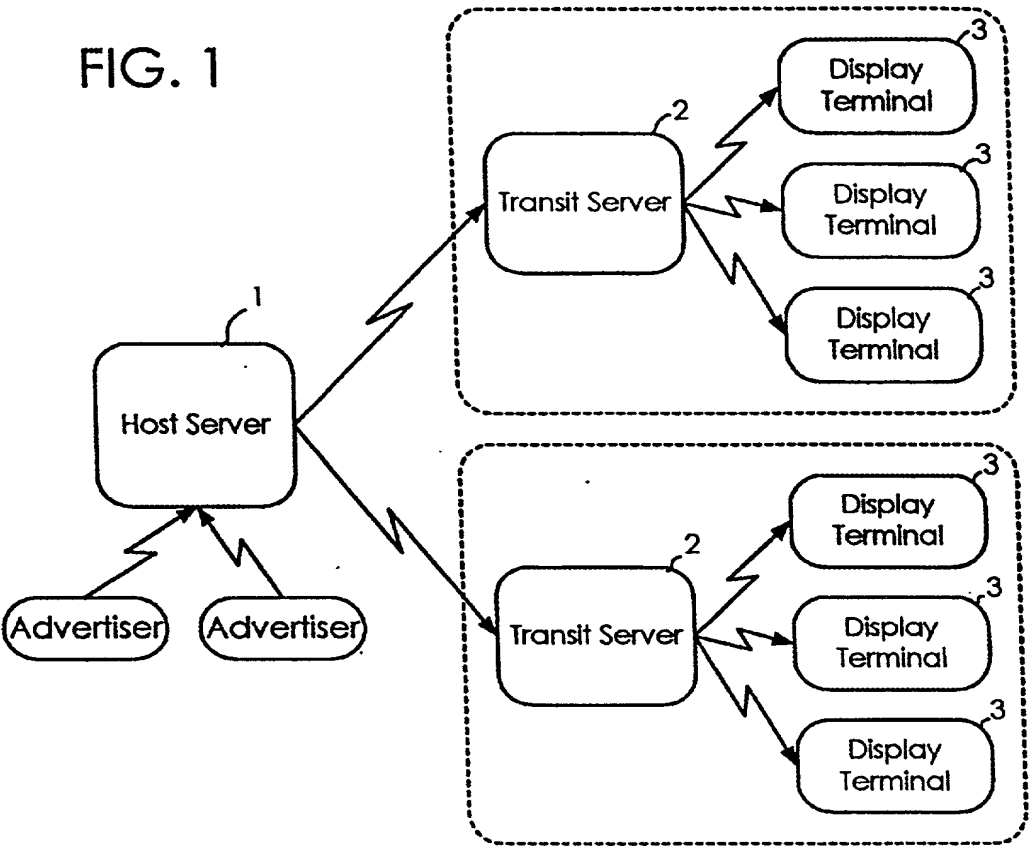 FIG. 1
3
Display
Terminal
2
Transit Server
3
Display
Terminal
3
Display
Terminal
1
Host Server
Advertiser
Advertiser
3
Display
Terminal
2
Transit Server
3
Display
Terminal
3
Display
Terminal